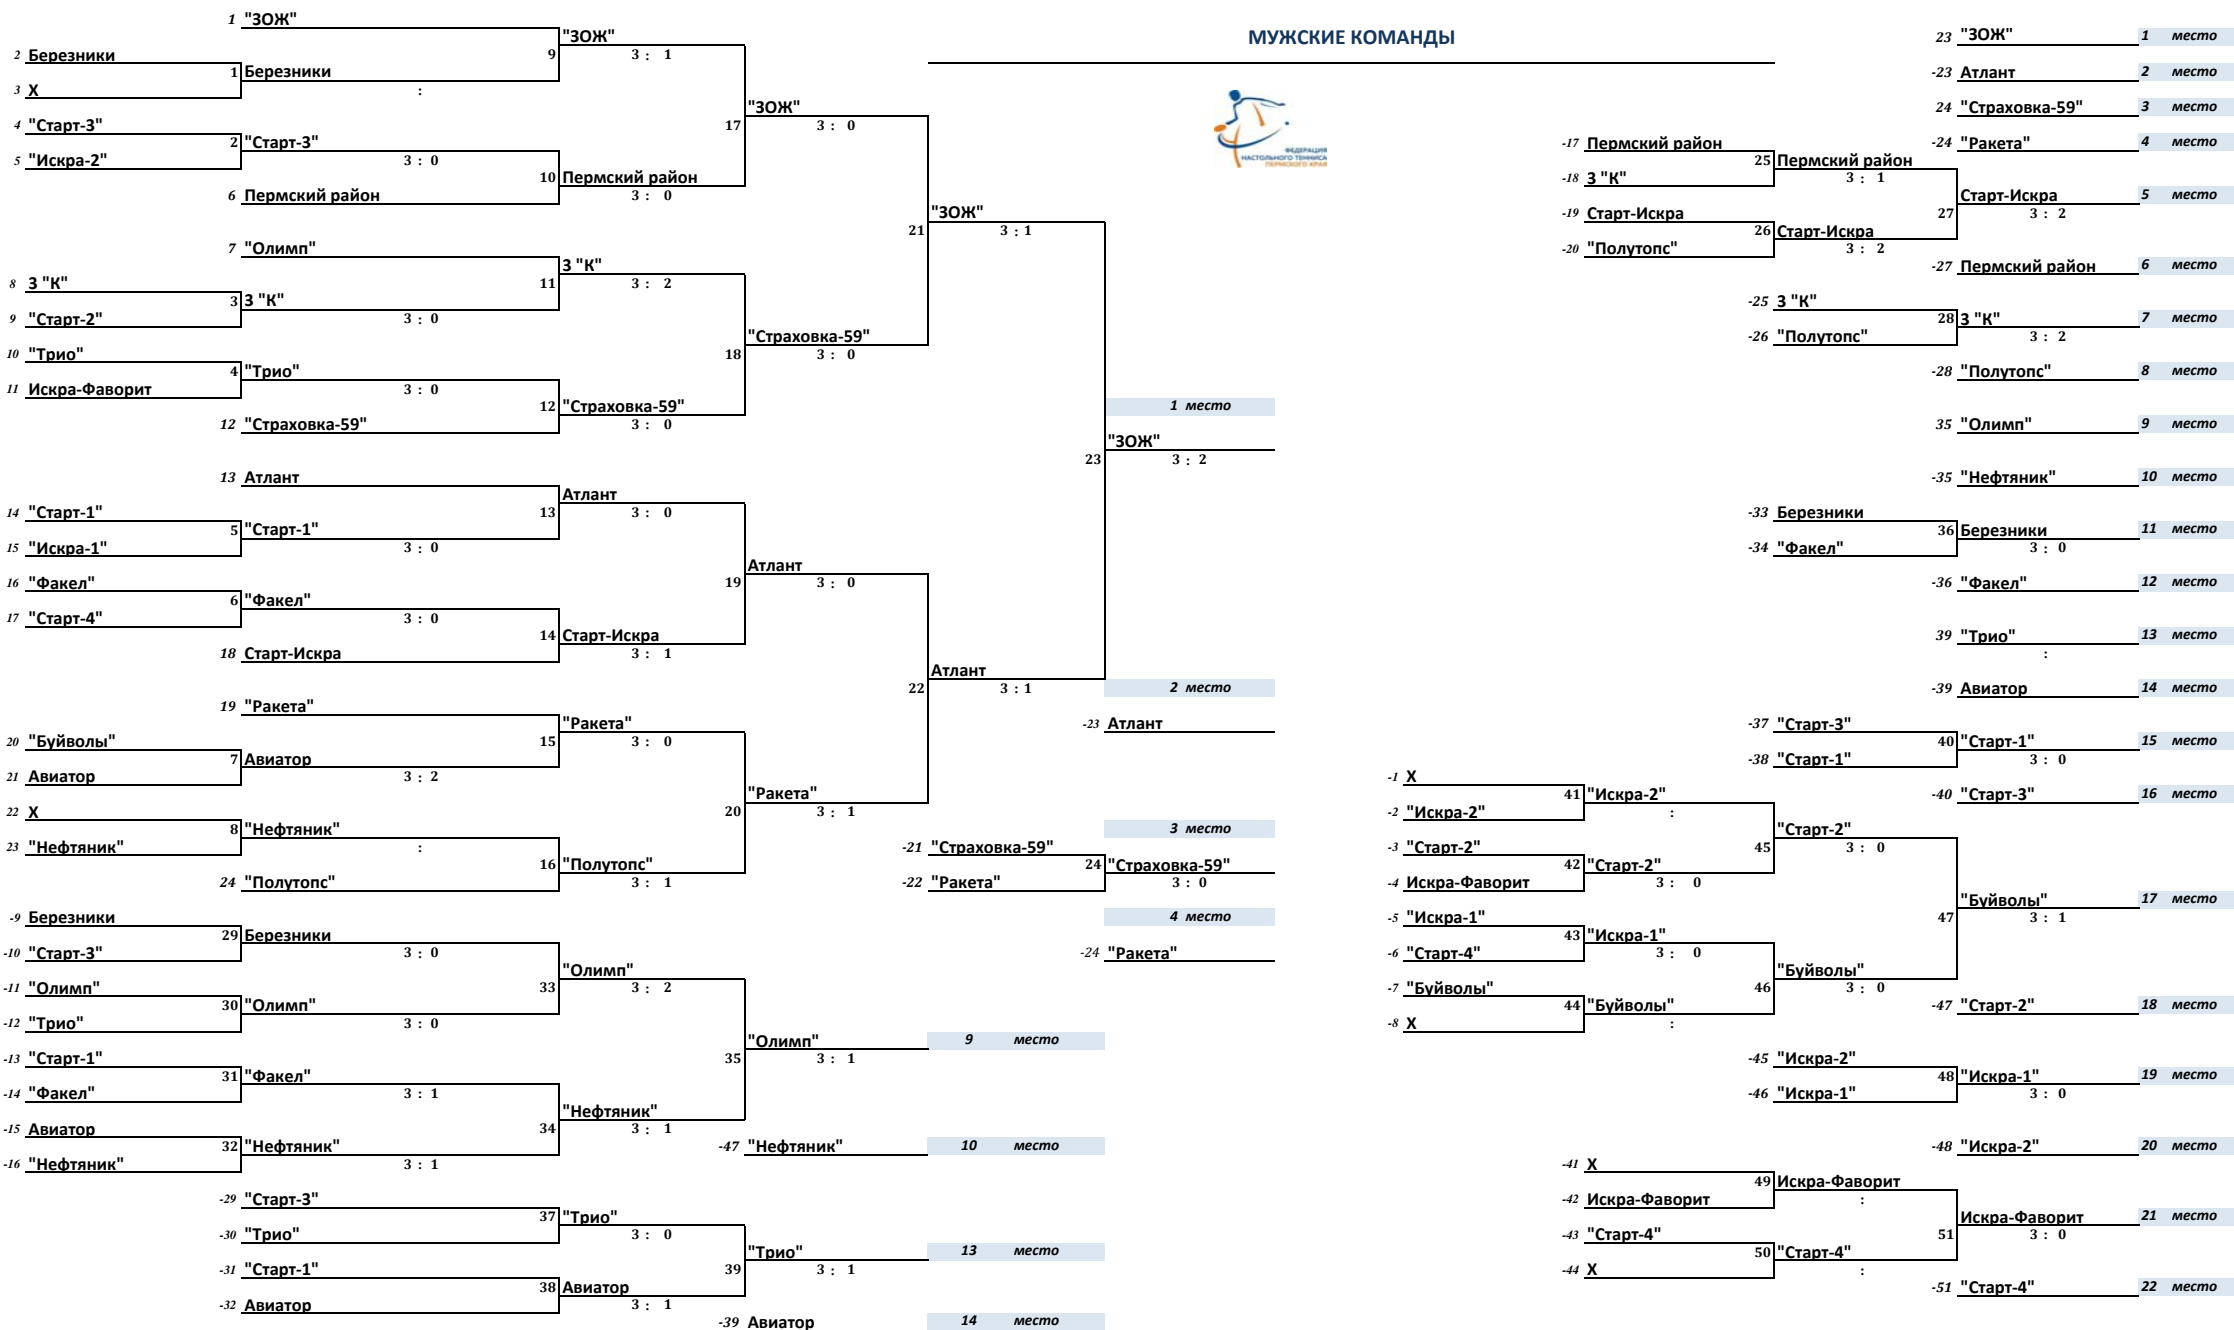 МУЖСКИЕ КОМАНДЫ
ФЕДЕРАЦИЯ
НАСТОЛЬНОГО ТЕННИСА
ПЕРМСКОГО КРАЯ
1 "ЗОЖ"
2 Березники
3 Х
1 Березники
:
9 "ЗОЖ"
3 : 1
4 "Старт-3"
5 "Искра-2"
2 "Старт-3"
3 : 0
6 Пермский район
10 Пермский район
3 : 0
17 "ЗОЖ"
3 : 0
7 "Олимп"
8 З "К"
9 "Старт-2"
3 З "К"
3 : 0
11 З "К"
3 : 2
10 "Трио"
11 Искра-Фаворит
4 "Трио"
3 : 0
12 "Страховка-59"
12 "Страховка-59"
3 : 0
18 "Страховка-59"
3 : 0
21 "ЗОЖ"
3 : 1
13 Атлант
14 "Старт-1"
15 "Искра-1"
5 "Старт-1"
3 : 0
13 Атлант
3 : 0
16 "Факел"
17 "Старт-4"
6 "Факел"
3 : 0
18 Старт-Искра
14 Старт-Искра
3 : 1
19 Атлант
3 : 0
19 "Ракета"
20 "Буйволы"
21 Авиатор
7 Авиатор
3 : 2
15 "Ракета"
3 : 0
22 Х
23 "Нефтяник"
8 "Нефтяник"
:
24 "Полутопс"
16 "Полутопс"
3 : 1
20 "Ракета"
3 : 1
22 Атлант
3 : 1
1 место
23 "ЗОЖ"
3 : 2
2 место
-23 Атлант
3 место
-21 "Страховка-59"
-22 "Ракета"
24 "Страховка-59"
3 : 0
4 место
-24 "Ракета"
-9 Березники
-10 "Старт-3"
29 Березники
3 : 0
-11 "Олимп"
-12 "Трио"
30 "Олимп"
3 : 0
33 "Олимп"
3 : 2
-13 "Старт-1"
-14 "Факел"
31 "Факел"
3 : 1
-15 Авиатор
-16 "Нефтяник"
32 "Нефтяник"
3 : 1
34 "Нефтяник"
3 : 1
35 "Олимп"
3 : 1
9 место
-47 "Нефтяник"
10 место
-29 "Старт-3"
-30 "Трио"
37 "Трио"
3 : 0
-31 "Старт-1"
-32 Авиатор
38 Авиатор
3 : 1
39 "Трио"
3 : 1
13 место
-39 Авиатор
14 место
23 "ЗОЖ" 1 место
-23 Атлант 2 место
24 "Страховка-59" 3 место
-24 "Ракета" 4 место
-17 Пермский район
-18 З "К"
25 Пермский район
3 : 1
-19 Старт-Искра
-20 "Полутопс"
26 Старт-Искра
3 : 2
27 Старт-Искра 5 место
3 : 2
-27 Пермский район 6 место
-25 З "К"
-26 "Полутопс"
28 З "К" 7 место
3 : 2
-28 "Полутопс" 8 место
35 "Олимп" 9 место
-35 "Нефтяник" 10 место
-33 Березники
-34 "Факел"
36 Березники 11 место
3 : 0
-36 "Факел" 12 место
39 "Трио" 13 место
:
-39 Авиатор 14 место
-37 "Старт-3"
-38 "Старт-1"
40 "Старт-1" 15 место
3 : 0
-40 "Старт-3" 16 место
-1 Х
-2 "Искра-2"
41 "Искра-2"
:
-3 "Старт-2"
-4 Искра-Фаворит
42 "Старт-2"
3 : 0
45 "Старт-2"
3 : 0
-5 "Искра-1"
-6 "Старт-4"
43 "Искра-1"
3 : 0
-7 "Буйволы"
-8 Х
44 "Буйволы"
:
46 "Буйволы"
3 : 0
47 "Буйволы" 17 место
3 : 1
-47 "Старт-2" 18 место
-45 "Искра-2"
-46 "Искра-1"
48 "Искра-1" 19 место
3 : 0
-48 "Искра-2" 20 место
-41 Х
-42 Искра-Фаворит
49 Искра-Фаворит
:
-43 "Старт-4"
-44 Х
50 "Старт-4"
:
51 Искра-Фаворит 21 место
3 : 0
-51 "Старт-4" 22 место